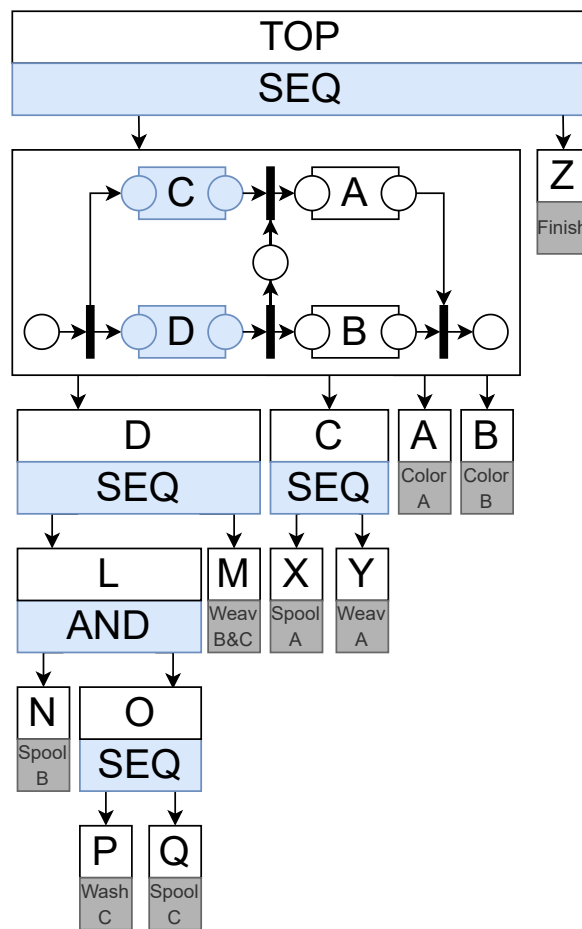 TOP
SEQ
Z
Finish
C
A
D
B
D
SEQ
C
SEQ
A
Color
A
B
Color
B
L
AND
M
Weav
B&C
X
Spool
A
Y
Weav
A
N
Spool
B
O
SEQ
P
Wash
C
Q
Spool
C